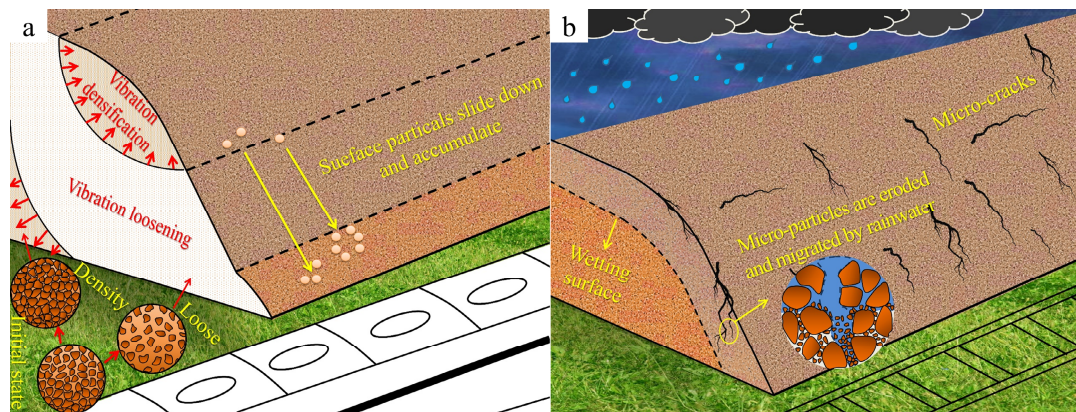 a
Vibration
densification
Vibration loosening
Sueface particals slide down
and accumulate
Density
Loose
Initial state
b
Micro-cracks
Micro-particles are eroded
and migrated by rainwater
Wetting
surface